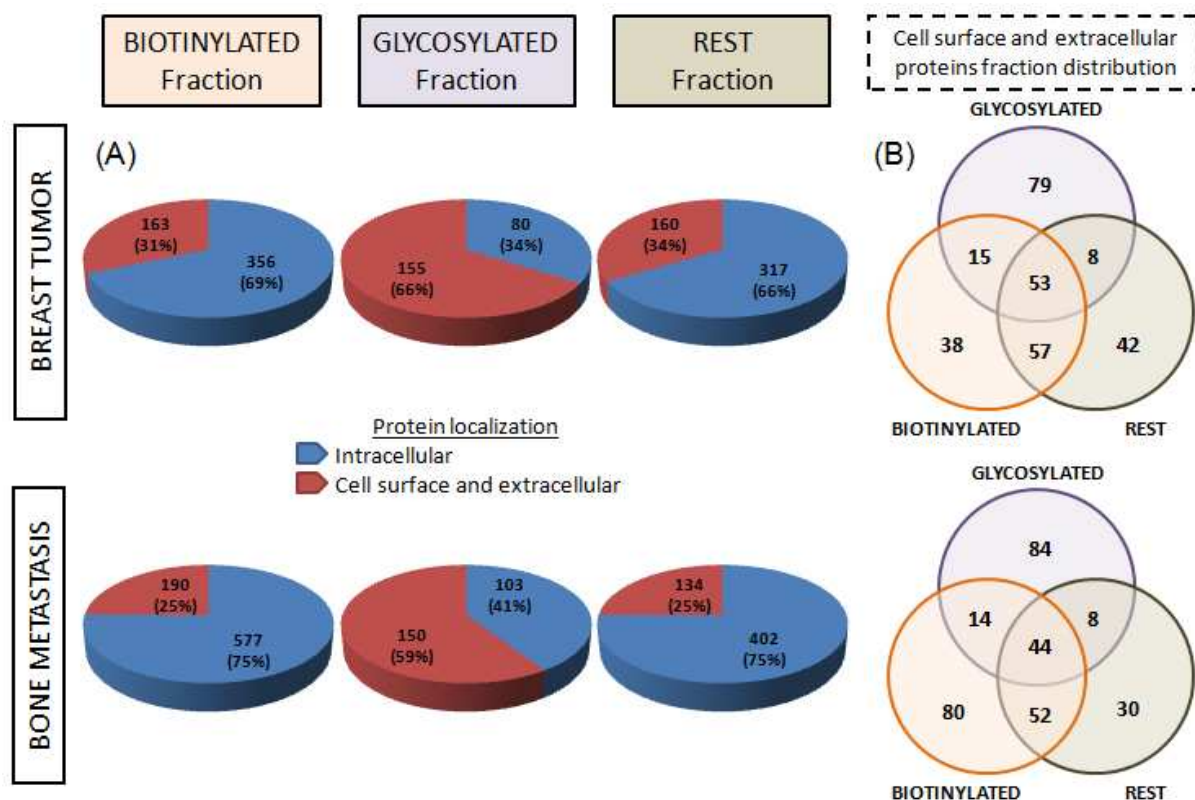 BIOTINYLATED
Fraction
GLYCOSYLATED
Fraction
REST
Fraction
Cell surface and extracellular
proteins fraction distribution
BREAST TUMOR
(A)
163
(31%)
356
(69%)
80
(34%)
155
(66%)
160
(34%)
317
(66%)
(B)
GLYCOSYLATED
79
15
8
53
38
57
42
BIOTINYLATED
REST
Protein localization
Intracellular
Cell surface and extracellular
BONE METASTASIS
190
(25%)
577
(75%)
103
(41%)
150
(59%)
134
(25%)
402
(75%)
GLYCOSYLATED
84
14
8
44
80
52
30
BIOTINYLATED
REST